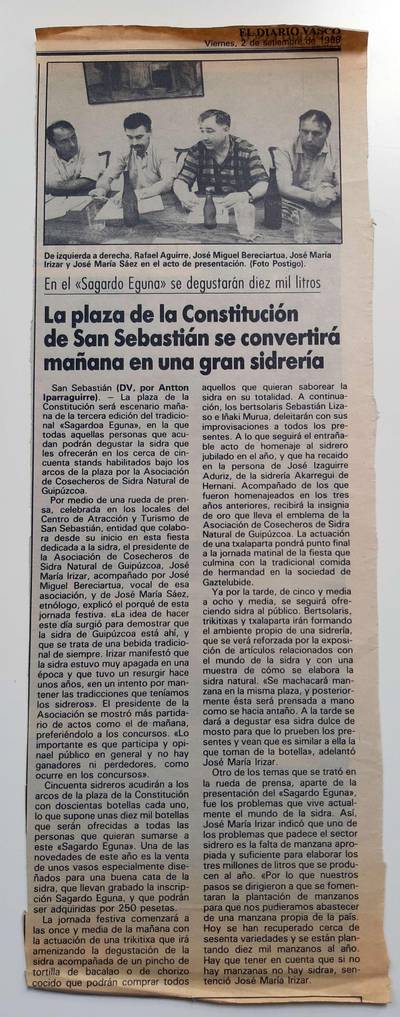 EL DIARIO VASCO
Viernes, 2 de setiembre de 1988
De izquierda a derecha, Rafael Aguirre, José Miguel Bereciartua, José María
Irizar y José María Sáez en el acto de presentación. (Foto Postigo).
En el «Sagardo Eguna» se degustarán diez mil litros
La plaza de la Constitución
de San Sebastián se convertirá
mañana en una gran sidrería
San Sebastián (DV, por Antton
Iparraguirre). — La plaza de la
Constitución será escenario maña-
na de la tercera edición del tradicio-
nal «Sagardoa Eguna», en la que
todas aquellas personas que acu-
dan podrán degustar la sidra que
les ofrecerán en los cerca de cin-
cuenta stands habilitados bajo los
arcos de la plaza por la Asociación
de Cosecheros de Sidra Natural de
Guipúzcoa.
Por medio de una rueda de pren-
sa, celebrada en los locales del
Centro de Atracción y Turismo de
San Sebastián, entidad que colabo-
ra desde su inicio en esta fiesta
dedicada a la sidra, el presidente de
la Asociación de Cosecheros de
Sidra Natural de Guipúzcoa, José
María Irizar, acompañado por José
Miguel Bereciartua, vocal de esa
asociación, y de José María Sáez,
etnólogo, explicó el porqué de esta
jornada festiva. «La idea de hacer
este día surgió para demostrar que
la sidra de Guipúzcoa está ahí, y
que se trata de una bebida tradicio-
nal de siempre. Irizar manifestó que
la sidra estuvo muy apagada en una
época y que tuvo un resurgir hace
unos años, «en un intento por man-
tener las tradicciones que teníamos
los sidreros». El presidente de la
Asociación se mostró más partida-
rio de actos como el de mañana,
prefiriéndolo a los concursos. «Lo
importante es que participa y opi-
nael público en general y no hay
ganadores ni perdedores, como
ocurre en los concursos».
Cincuenta sidreros acudirán a los
arcos de la plaza de la Constitución
con doscientas botellas cada uno,
lo que supone unas diez mil botellas
que serán ofrecidas a todas las
personas que quieran sumarse a
este «Sagardo Eguna». Una de las
novedades de este año es la venta
de unos vasos especialmente dise-
ñados para una buena cata de la
sidra, que llevan grabado la inscrip-
ción Sagardo Eguna, y que podrán
ser adquiridas por 250 pesetas.
La jornada festiva comenzará a
las once y media de la mañana con
la actuación de una trikitixa que irá
amenizando la degustación de la
sidra acompañada de un pincho de
tortilla de bacalao o de chorizo
cocido que podrán comprar todos
aquellos que quieran saborear la
sidra en su totalidad. A continua-
ción, los bertsolaris Sebastián Liza-
so e Iñaki Murua, deleitarán con sus
improvisaciones a todos los pre-
sentes. A lo que seguirá el entraña-
ble acto de homenaje al sidrero
jubilado en el año, y que ha recaido
en la persona de José Izaguirre
Aduriz, de la sidrería Akarregui de
Hernani. Acompañado de los que
fueron homenajeados en los tres
años anteriores, recibirá la insignia
de oro que lleva el emblema de la
Asociación de Cosecheros de Sidra
Natural de Guipúzcoa. La actuación
de una txalaparta pondrá punto final
a la jornada matinal de la fiesta que
culmina con la tradicional comida
de hermandad en la sociedad de
Gaztelubide.
Ya por la tarde, de cinco y media
a ocho y media, se seguirá ofre-
ciendo sidra al público. Bertsolaris,
trikitixas y txalaparta irán formando
el ambiente propio de una sidrería,
que se verá reforzada por la exposi-
ción de artículos relacionados con
el mundo de la sidra y con una
muestra de cómo se elabora la
sidra natural. «Se machacará man-
zana en la misma plaza, y posterior-
mente ésta será prensada a mano
como se hacía antaño. A la tarde se
dará a degustar esa sidra dulce de
mosto para que lo prueben los pre-
sentes y vean que es similar a ella la
que toman de la botella», adelantó
José María Irizar.
Otro de los temas que se trató en
la rueda de prensa, aparte de la
presentación del «Sagardo Eguna»,
fue los problemas que vive actual-
mente el mundo de la sidra. Así,
José María Irizar indicó que uno de
los problemas que padece el sector
sidrero es la falta de manzana apro-
piada y suficiente para elaborar los
tres millones de litros que se produ-
cen al año. «Por lo que nuestros
pasos se dirigieron a que se fomen-
taran la plantación de manzanos
para que nos pudieramos abastecer
de una manzana propia de la país.
Hoy se han recuperado cerca de
sesenta variedades y se están plan-
tando diez mil manzanos al año.
Hay que tener en cuenta que si no
hay manzanas no hay sidra», sen-
tenció José María Irizar.